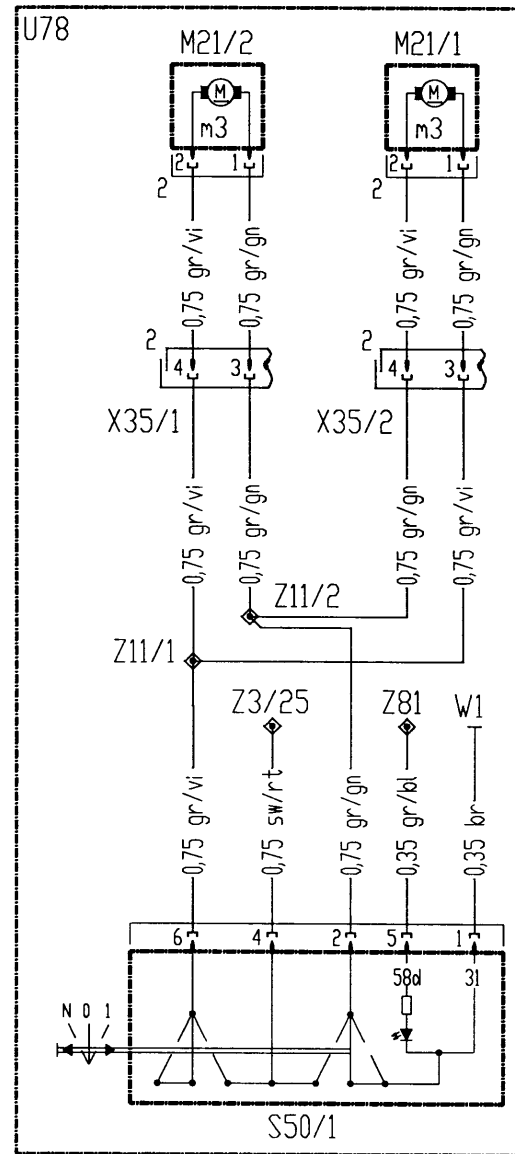 U78
M21/2 M21/1
M M
m3 m3
2 1 2 1
2 2
0,75 gr/vi 0,75 gr/gn 0,75 gr/vi 0,75 gr/gn
2 2
4 3 4 3
X35/1 X35/2
0,75 gr/vi 0,75 gr/gn 0,75 gr/gn 0,75 gr/vi
Z11/2
Z11/1
Z3/25 Z81 W1
0,75 gr/vi 0,75 sw/rt 0,75 gr/gn 0,35 gr/bl 0,35 br
6 4 2 5 1
58d 31
N 0 1
S50/1